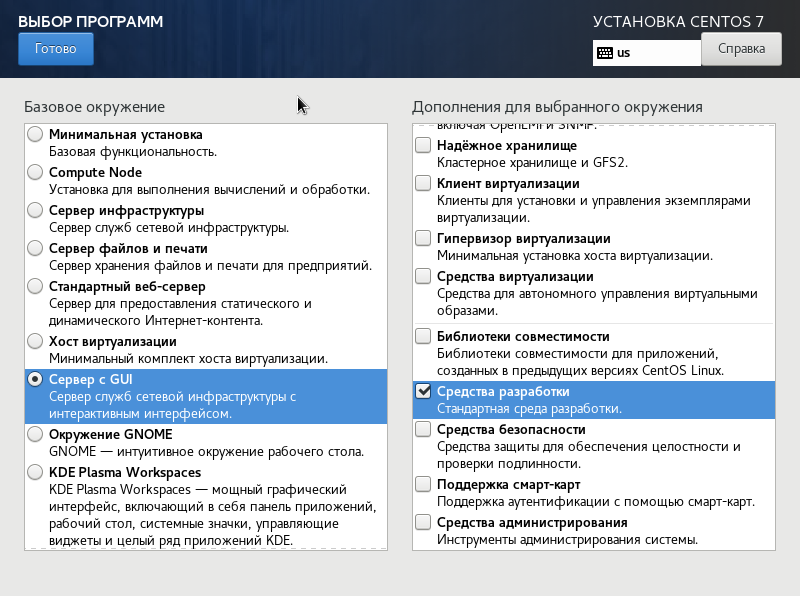 ВЫБОР ПРОГРАММ
УСТАНОВКА CENTOS 7
Готово
us
Справка
Базовое окружение
Минимальная установка
Базовая функциональность.
Compute Node
Установка для выполнения вычислений и обработки.
Сервер инфраструктуры
Сервер служб сетевой инфраструктуры.
Сервер файлов и печати
Сервер хранения файлов и печати для предприятий.
Стандартный веб-сервер
Сервер для предоставления статического и
динамического Интернет-контента.
Хост виртуализации
Минимальный комплект хоста виртуализации.
Сервер с GUI
Сервер служб сетевой инфраструктуры с
интерактивным интерфейсом.
Окружение GNOME
GNOME — интуитивное окружение рабочего стола.
KDE Plasma Workspaces
KDE Plasma Workspaces — мощный графический
интерфейс, включающий в себя панель приложений,
рабочий стол, системные значки, управляющие
виджеты и целый ряд приложений KDE.
Дополнения для выбранного окружения
включая OpenLMI и SNMP.
Надёжное хранилище
Кластерное хранилище и GFS2.
Клиент виртуализации
Клиенты для установки и управления экземплярами
виртуализации.
Гипервизор виртуализации
Минимальная установка хоста виртуализации.
Средства виртуализации
Средства для автономного управления виртуальными
образами.
Библиотеки совместимости
Библиотеки совместимости для приложений,
созданных в предыдущих версиях CentOS Linux.
Средства разработки
Стандартная среда разработки.
Средства безопасности
Средства защиты для обеспечения целостности и
проверки подлинности.
Поддержка смарт-карт
Поддержка аутентификации с помощью смарт-карт.
Средства администрирования
Инструменты администрирования системы.